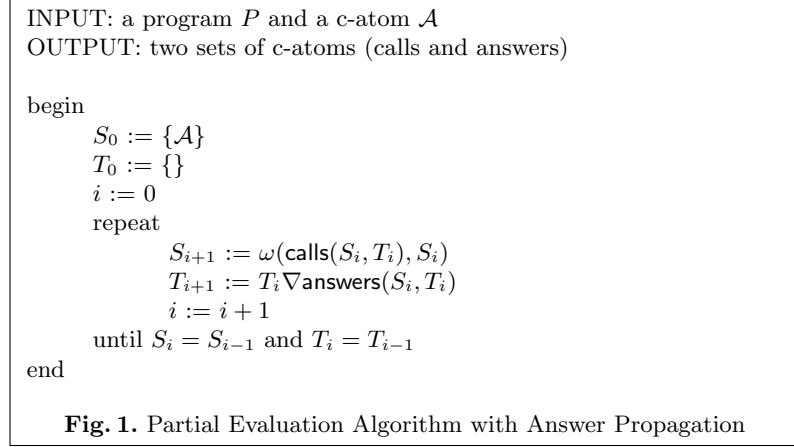 INPUT: a program P and a c-atom 𝒜
OUTPUT: two sets of c-atoms (calls and answers)
begin
S₀ := {𝒜}
T₀ := {}
i := 0
repeat
Sᵢ₊₁ := ω(calls(Sᵢ, Tᵢ), Sᵢ)
Tᵢ₊₁ := Tᵢ∇answers(Sᵢ, Tᵢ)
i := i + 1
until Sᵢ = Sᵢ₋₁ and Tᵢ = Tᵢ₋₁
end
Fig. 1. Partial Evaluation Algorithm with Answer Propagation